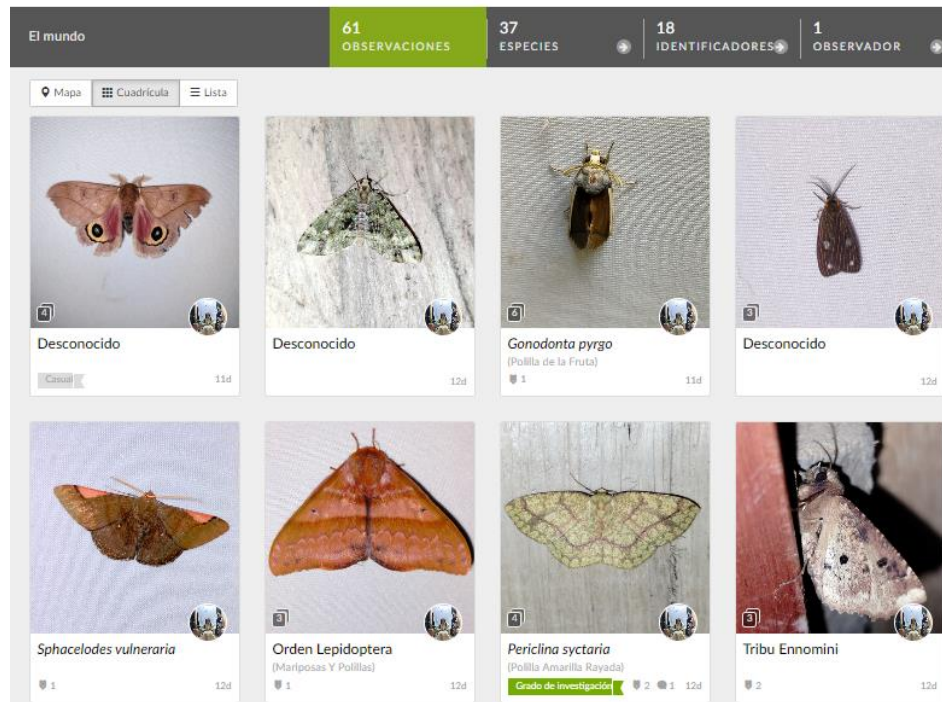 El mundo
61
OBSERVACIONES
37
ESPECIES
18
IDENTIFICADORES
1
OBSERVADOR
Mapa
Cuadrícula
Lista
4
Desconocido
Casual
11d
Desconocido
12d
6
Gonodonta pyrgo
(Polilla de la Fruta)
1
11d
3
Desconocido
12d
Sphacelodes vulneraria
1
12d
3
Orden Lepidoptera
(Mariposas Y Polillas)
1
12d
4
Periclina syctaria
(Polilla Amarilla Rayada)
Grado de investigación
2
1
12d
3
Tribu Ennomini
2
12d